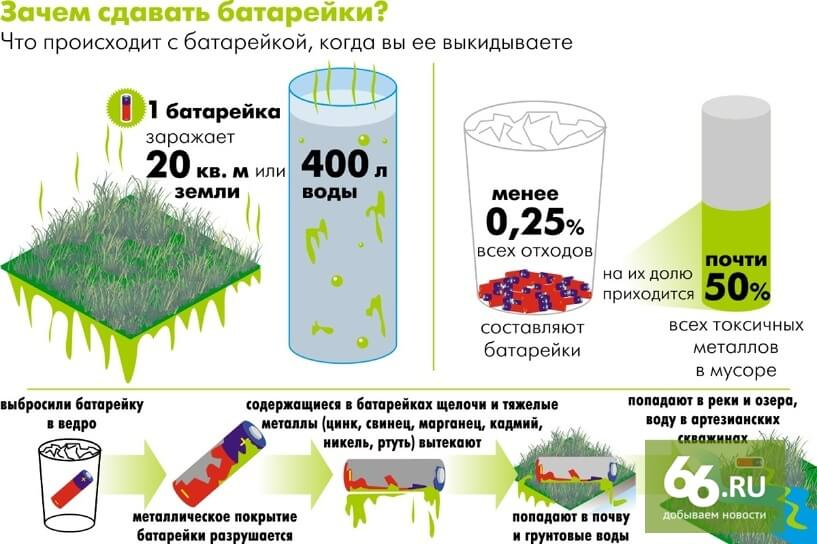 Зачем сдавать батарейки?
Что происходит с батарейкой, когда вы ее выкидываете
1 батарейка
заражает
20 кв. м или
земли
400 л
воды
менее
0,25%
всех отходов
составляют
батарейки
на их долю
приходится
почти
50%
всех токсичных
металлов
в мусоре
выбросили батарейку
в ведро
металлическое покрытие
батарейки разрушается
содержащиеся в батарейках щелочи и тяжелые
металлы (цинк, свинец, марганец, кадмий,
никель, ртуть) вытекают
попадают в почву
и грунтовые воды
попадают в реки и озера,
воду в артезианских
скважинах
66.RU
добываем новости